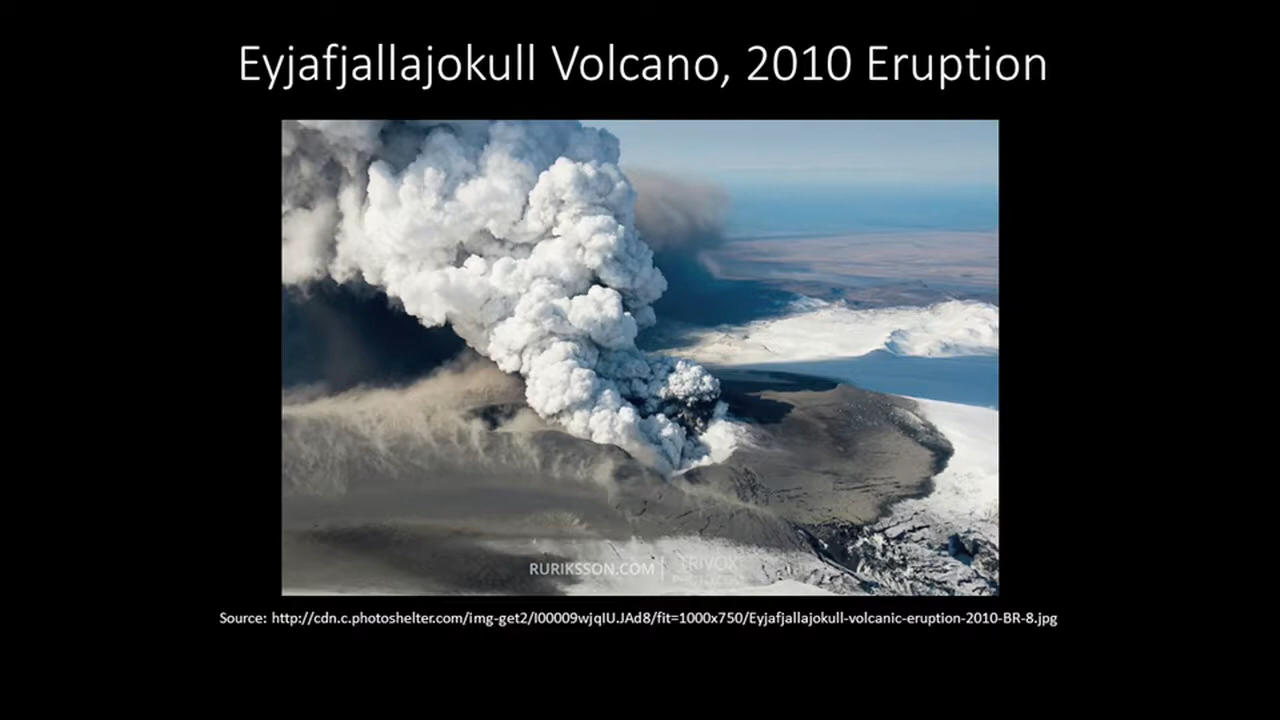 Eyjafjallajokull Volcano, 2010 Eruption
RURIKSSON.COM | TRIVOX
Source: http://cdn.c.photoshelter.com/img-get2/I00009wjqIU.JAd8/fit=1000x750/Eyjafjallajokull-volcanic-eruption-2010-BR-8.jpg